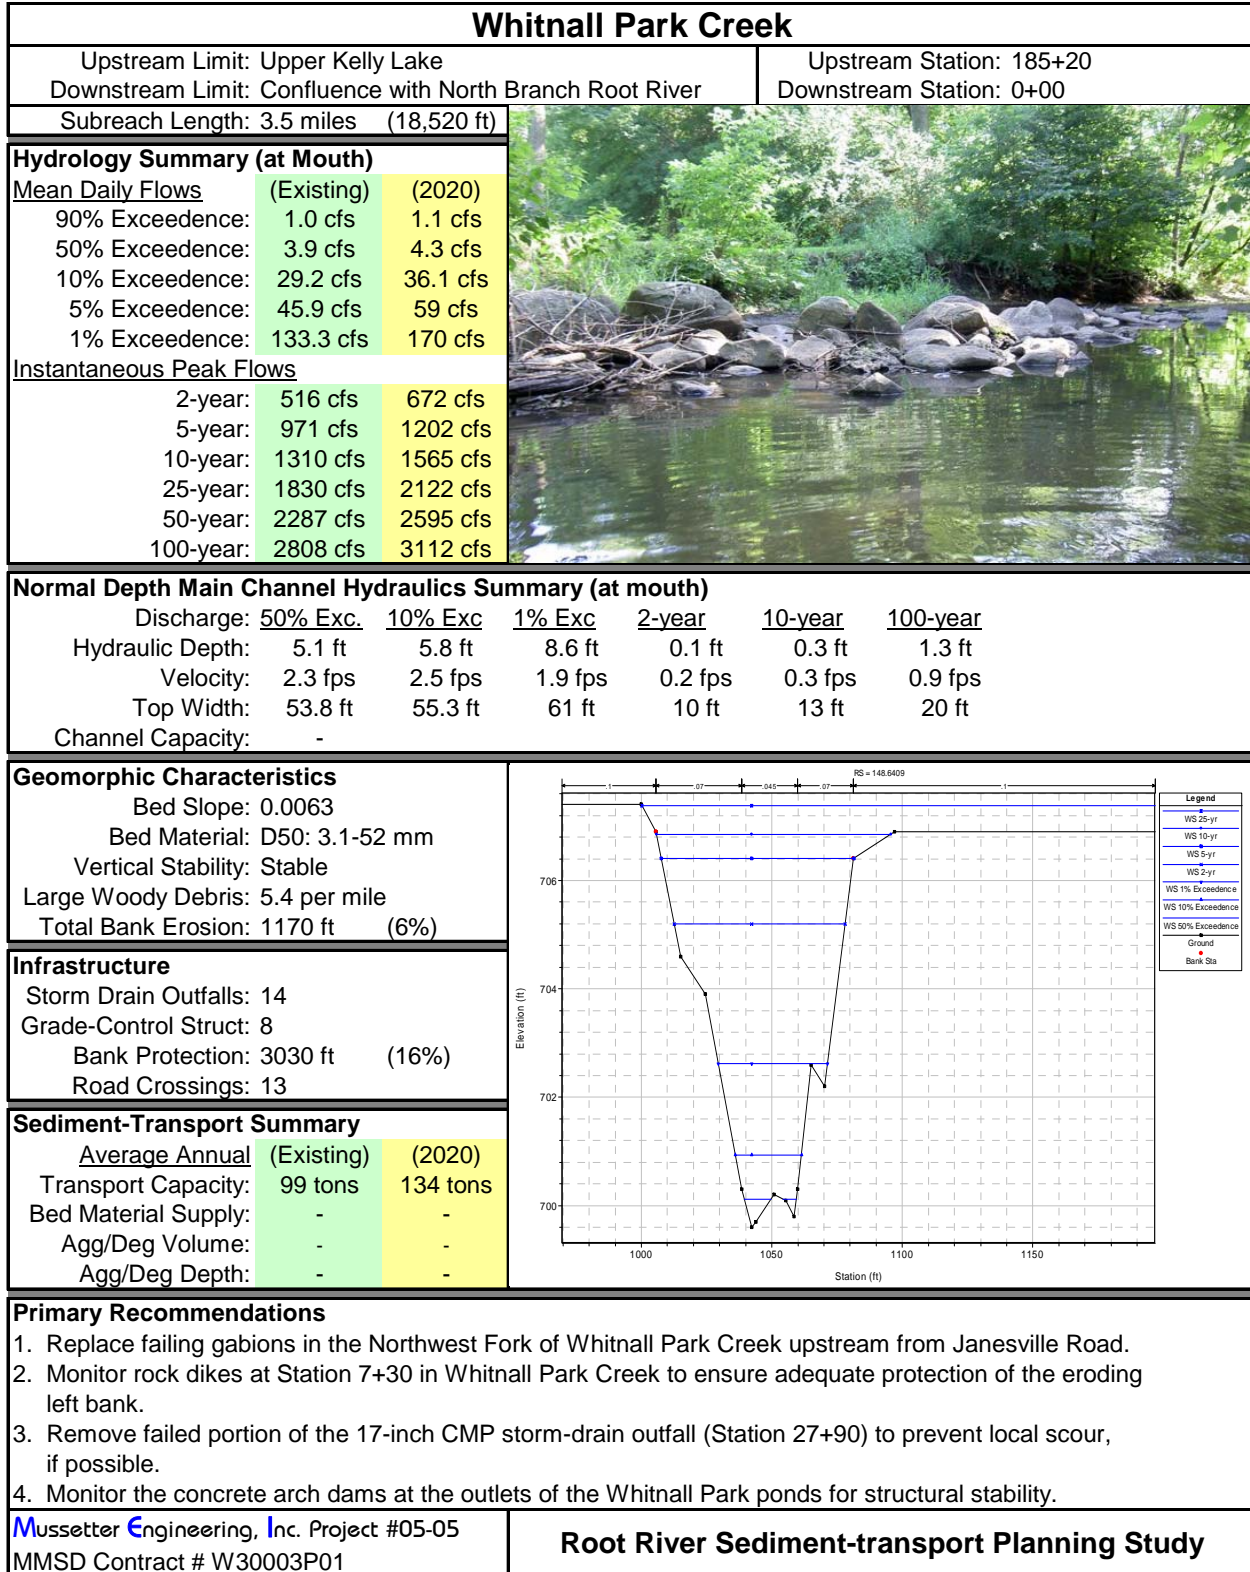 Whitnall Park Creek
Upstream Limit: Upper Kelly Lake
Upstream Station: 185+20
Downstream Limit: Confluence with North Branch Root River
Downstream Station: 0+00
Subreach Length: 3.5 miles (18,520 ft)
Hydrology Summary (at Mouth)
Mean Daily Flows (Existing) (2020)
90% Exceedence: 1.0 cfs 1.1 cfs
50% Exceedence: 3.9 cfs 4.3 cfs
10% Exceedence: 29.2 cfs 36.1 cfs
5% Exceedence: 45.9 cfs 59 cfs
1% Exceedence: 133.3 cfs 170 cfs
Instantaneous Peak Flows
2-year: 516 cfs 672 cfs
5-year: 971 cfs 1202 cfs
10-year: 1310 cfs 1565 cfs
25-year: 1830 cfs 2122 cfs
50-year: 2287 cfs 2595 cfs
100-year: 2808 cfs 3112 cfs
Normal Depth Main Channel Hydraulics Summary (at mouth)
Discharge: 50% Exc. 10% Exc 1% Exc 2-year 10-year 100-year
Hydraulic Depth: 5.1 ft 5.8 ft 8.6 ft 0.1 ft 0.3 ft 1.3 ft
Velocity: 2.3 fps 2.5 fps 1.9 fps 0.2 fps 0.3 fps 0.9 fps
Top Width: 53.8 ft 55.3 ft 61 ft 10 ft 13 ft 20 ft
Channel Capacity: -
Geomorphic Characteristics
Bed Slope: 0.0063
Bed Material: D50: 3.1-52 mm
Vertical Stability: Stable
Large Woody Debris: 5.4 per mile
Total Bank Erosion: 1170 ft (6%)
Infrastructure
Storm Drain Outfalls: 14
Grade-Control Struct: 8
Bank Protection: 3030 ft (16%)
Road Crossings: 13
Sediment-Transport Summary
Average Annual (Existing) (2020)
Transport Capacity: 99 tons 134 tons
Bed Material Supply: - -
Agg/Deg Volume: - -
Agg/Deg Depth: - -
RS = 148.6409
.1 .07 .045 .07 .1
706
704
702
700
Elevation (ft)
1000 1050 1100 1150
Station (ft)
Legend
WS 25-yr
WS 10-yr
WS 5-yr
WS 2-yr
WS 1% Exceedence
WS 10% Exceedence
WS 50% Exceedence
Ground
Bank Sta
Primary Recommendations
1. Replace failing gabions in the Northwest Fork of Whitnall Park Creek upstream from Janesville Road.
2. Monitor rock dikes at Station 7+30 in Whitnall Park Creek to ensure adequate protection of the eroding
left bank.
3. Remove failed portion of the 17-inch CMP storm-drain outfall (Station 27+90) to prevent local scour,
if possible.
4. Monitor the concrete arch dams at the outlets of the Whitnall Park ponds for structural stability.
Mussetter Engineering, Inc. Project #05-05
MMSD Contract # W30003P01
Root River Sediment-transport Planning Study